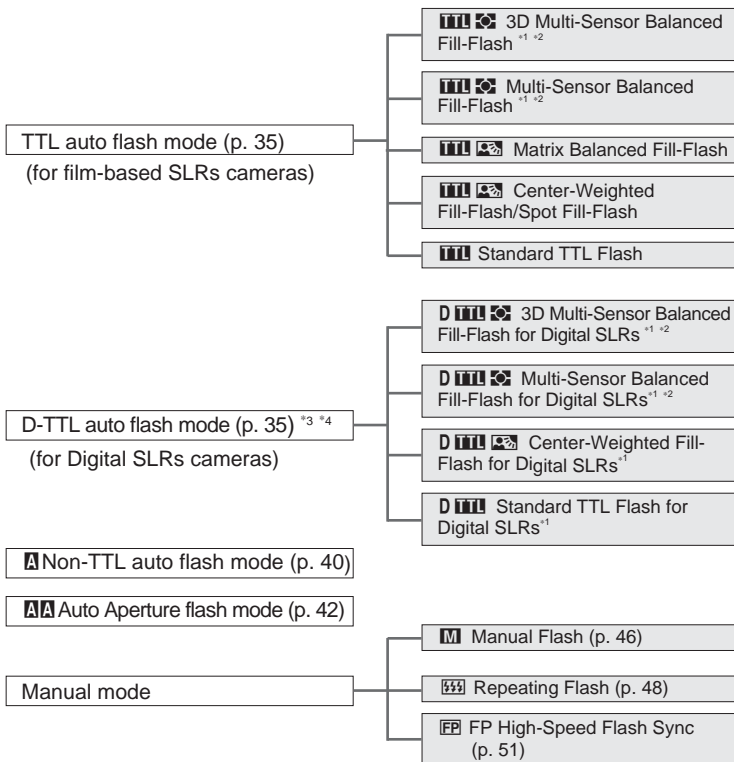 TTL auto flash mode (p. 35)
(for film-based SLRs cameras)
TTL 3D Multi-Sensor Balanced
Fill-Flash *1 *2
TTL Multi-Sensor Balanced
Fill-Flash *1 *2
TTL Matrix Balanced Fill-Flash
TTL Center-Weighted
Fill-Flash/Spot Fill-Flash
TTL Standard TTL Flash
D-TTL auto flash mode (p. 35) *3 *4
(for Digital SLRs cameras)
D TTL 3D Multi-Sensor Balanced
Fill-Flash for Digital SLRs *1 *2
D TTL Multi-Sensor Balanced
Fill-Flash for Digital SLRs*1 *2
D TTL Center-Weighted Fill-
Flash for Digital SLRs*1
D TTL Standard TTL Flash for
Digital SLRs*1
A Non-TTL auto flash mode (p. 40)
AA Auto Aperture flash mode (p. 42)
Manual mode
M Manual Flash (p. 46)
Repeating Flash (p. 48)
FP FP High-Speed Flash Sync
(p. 51)